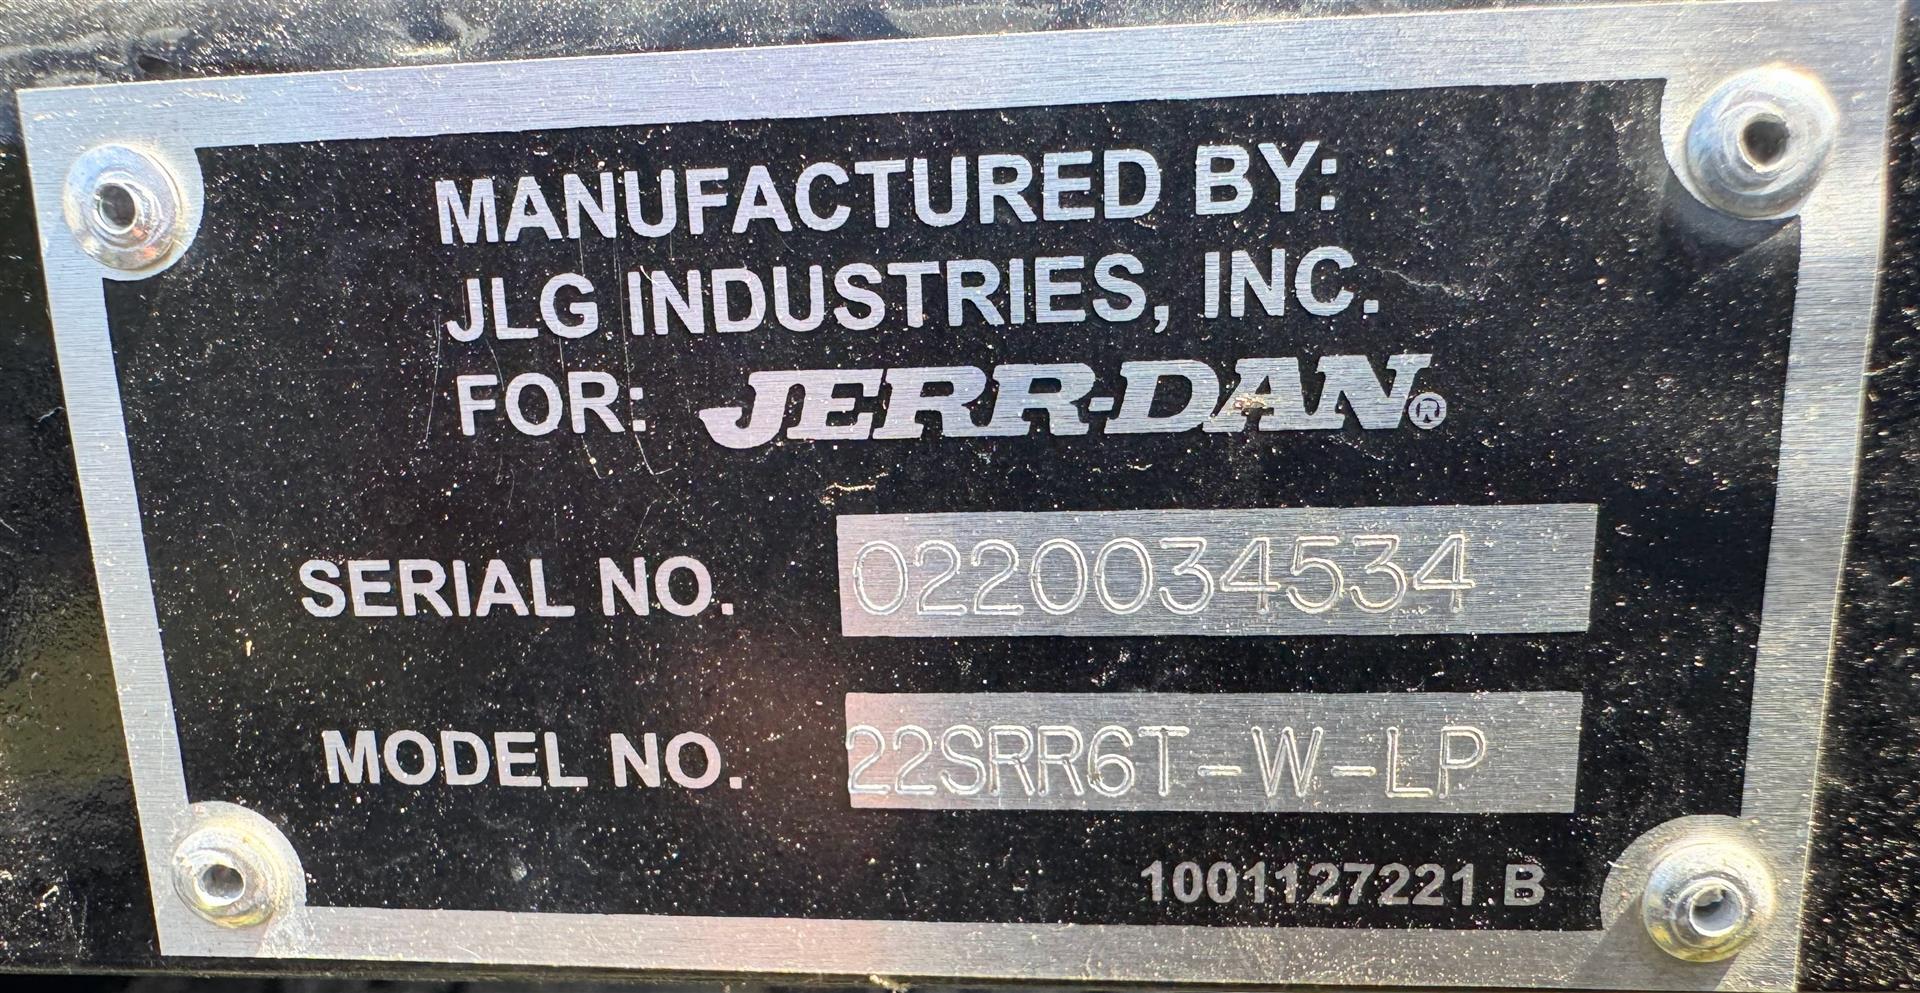 MANUFACTURED BY:
JLG INDUSTRIES, INC.
FOR: JERR-DAN®
SERIAL NO. 0220034534
MODEL NO. 22SRR6T-W-LP
1001127221 B